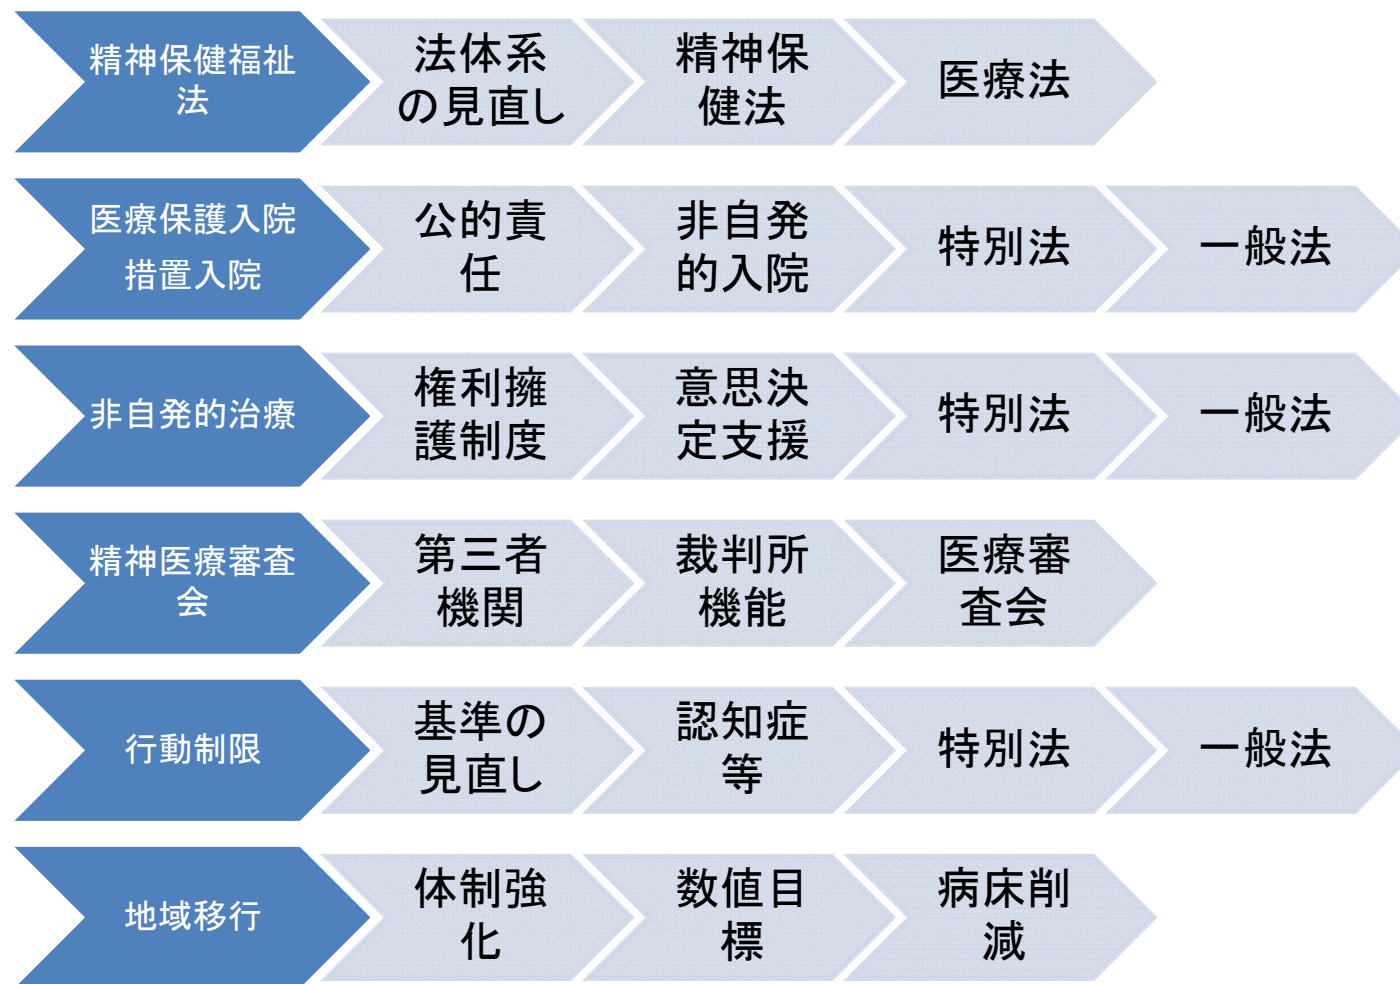 精神保健福祉
法
法体系
の見直し
精神保
健法
医療法
医療保護入院
措置入院
公的責
任
非自発
的入院
特別法
一般法
非自発的治療
権利擁
護制度
意思決
定支援
特別法
一般法
精神医療審査
会
第三者
機関
裁判所
機能
医療審
査会
行動制限
基準の
見直し
認知症
等
特別法
一般法
地域移行
体制強
化
数値目
標
病床削
減